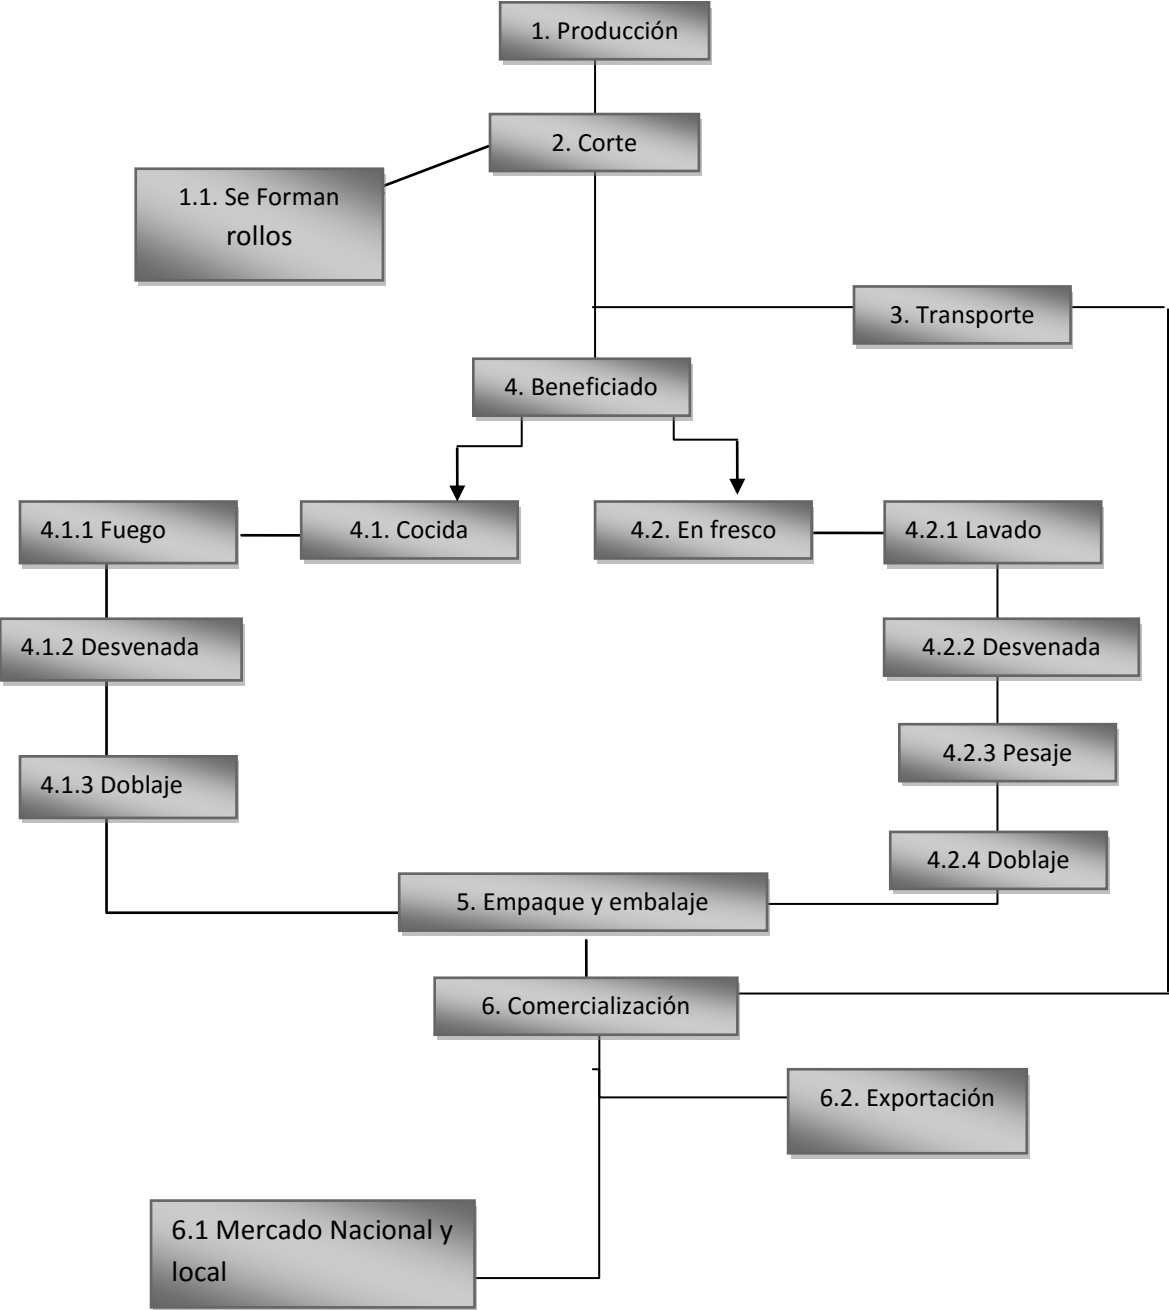 1. Producción
2. Corte
1.1. Se Forman
rollos
3. Transporte
4. Beneficiado
4.1.1 Fuego
4.1. Cocida
4.2. En fresco
4.2.1 Lavado
4.1.2 Desvenada
4.2.2 Desvenada
4.2.3 Pesaje
4.1.3 Doblaje
4.2.4 Doblaje
5. Empaque y embalaje
6. Comercialización
6.2. Exportación
6.1 Mercado Nacional y
local